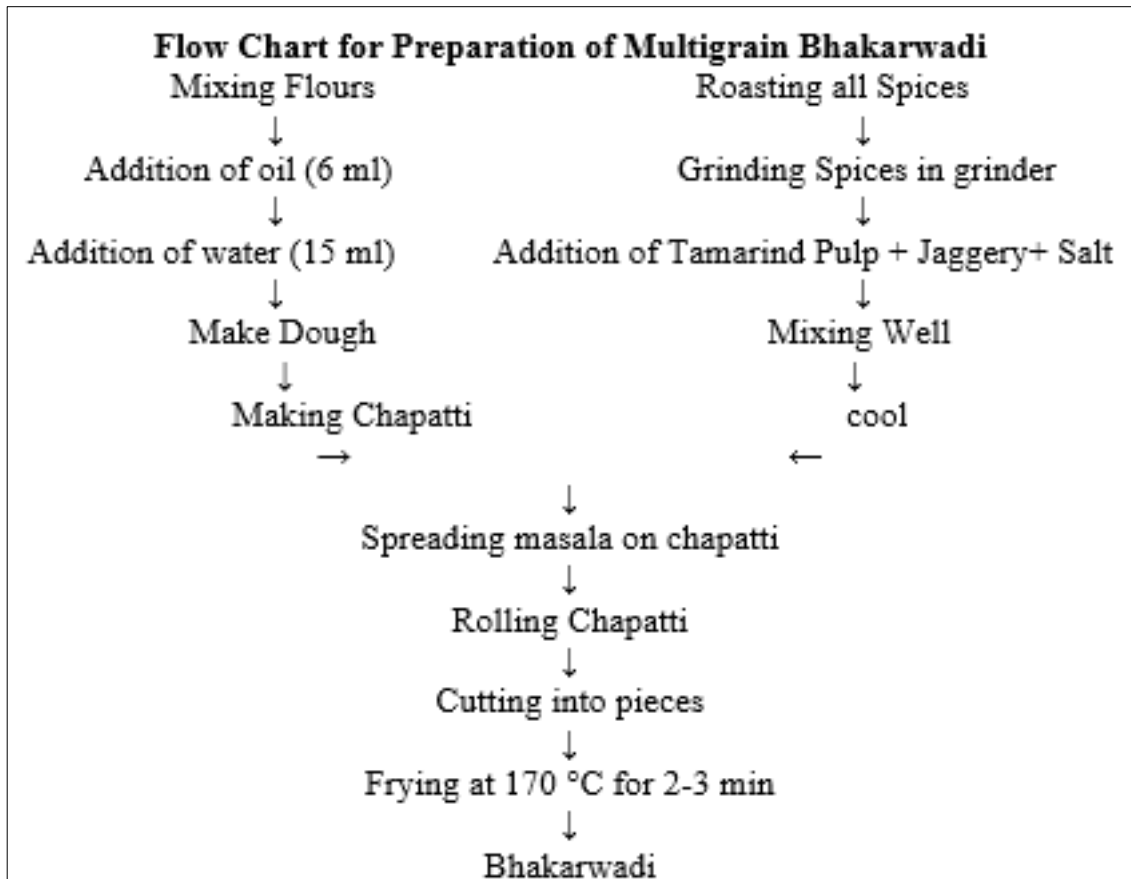 Flow Chart for Preparation of Multigrain Bhakarwadi
Mixing Flours Roasting all Spices
↓ ↓
Addition of oil (6 ml) Grinding Spices in grinder
↓ ↓
Addition of water (15 ml) Addition of Tamarind Pulp + Jaggery+ Salt
↓ ↓
Make Dough Mixing Well
↓ ↓
Making Chapatti cool
→ ←
↓
Spreading masala on chapatti
↓
Rolling Chapatti
↓
Cutting into pieces
↓
Frying at 170 °C for 2-3 min
↓
Bhakarwadi